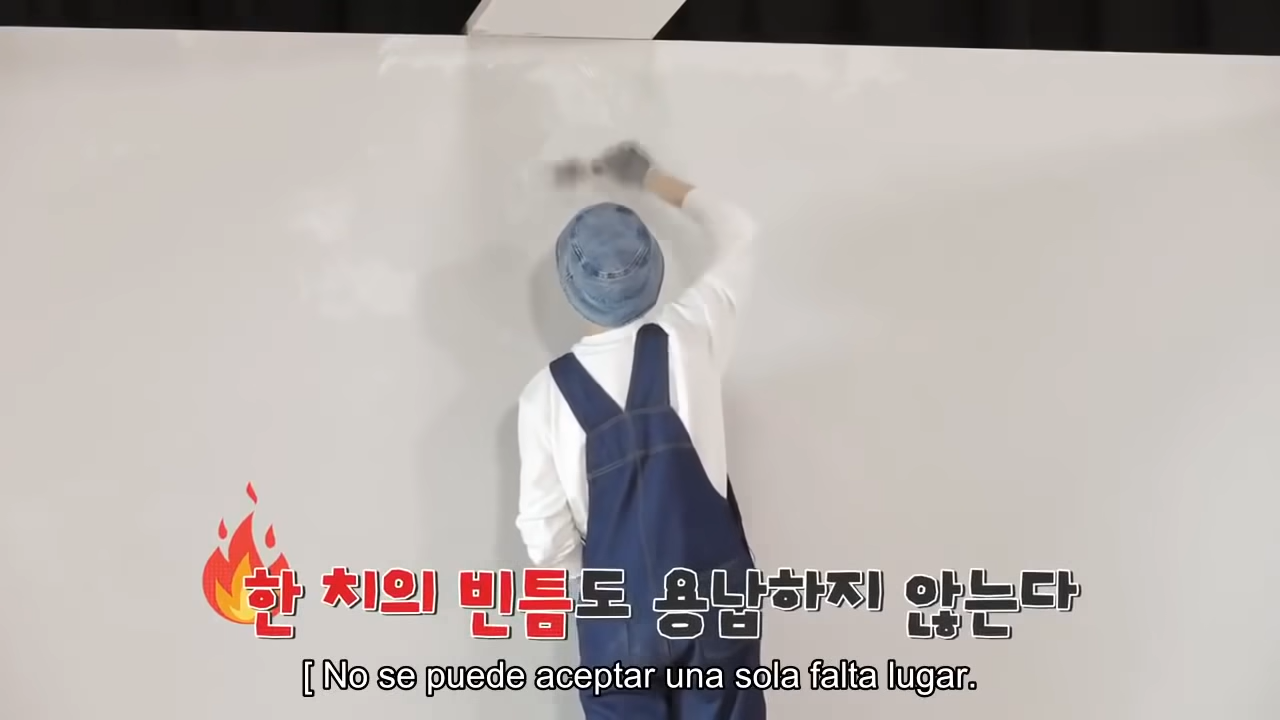 한 치의 빈틈도 용납하지 않는다
[ No se puede aceptar una sola falta lugar.